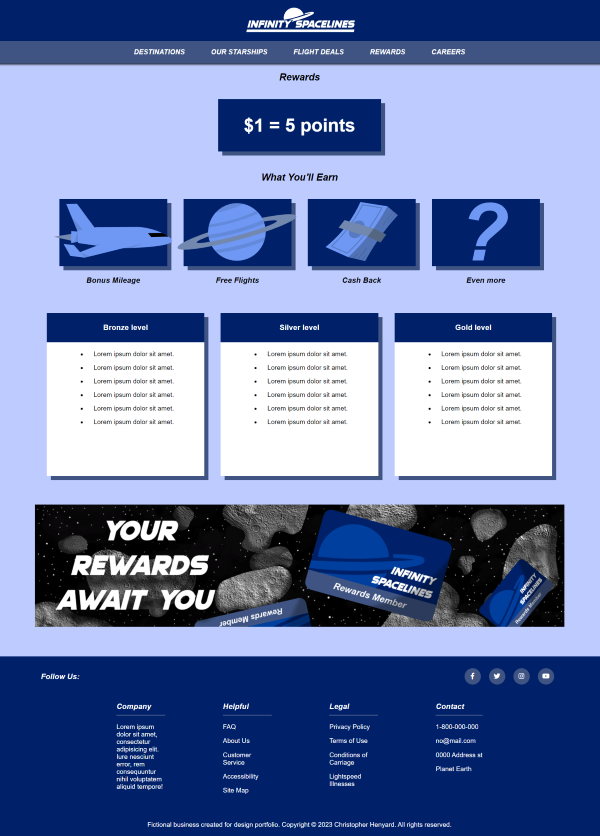 INFINITY SPACELINES
DESTINATIONS OUR STARSHIPS FLIGHT DEALS REWARDS CAREERS
Rewards
$1 = 5 points
What You'll Earn
?
Bonus Mileage Free Flights Cash Back Even more
Bronze level
Lorem ipsum dolor sit amet.
Lorem ipsum dolor sit amet.
Lorem ipsum dolor sit amet.
Lorem ipsum dolor sit amet.
Lorem ipsum dolor sit amet.
Lorem ipsum dolor sit amet.
Silver level
Lorem ipsum dolor sit amet.
Lorem ipsum dolor sit amet.
Lorem ipsum dolor sit amet.
Lorem ipsum dolor sit amet.
Lorem ipsum dolor sit amet.
Lorem ipsum dolor sit amet.
Gold level
Lorem ipsum dolor sit amet.
Lorem ipsum dolor sit amet.
Lorem ipsum dolor sit amet.
Lorem ipsum dolor sit amet.
Lorem ipsum dolor sit amet.
Lorem ipsum dolor sit amet.
YOUR
REWARDS
AWAIT YOU
Rewards Member
INFINITY
SPACELINES
Rewards Member
INFINITY
SPACELINES
Rewards Member
Follow Us:
Company
Lorem ipsum
dolor sit amet,
consectetur
adipisicing elit.
Iure nesciunt
error, rem
consequuntur
nihil voluptatem
aliquid tempore!
Helpful
FAQ
About Us
Customer
Service
Accessibility
Site Map
Legal
Privacy Policy
Terms of Use
Conditions of
Carriage
Lightspeed
Illnesses
Contact
1-800-000-000
no@mail.com
0000 Address st
Planet Earth
Fictional business created for design portfolio. Copyright © 2023 Christopher Henyard. All rights reserved.